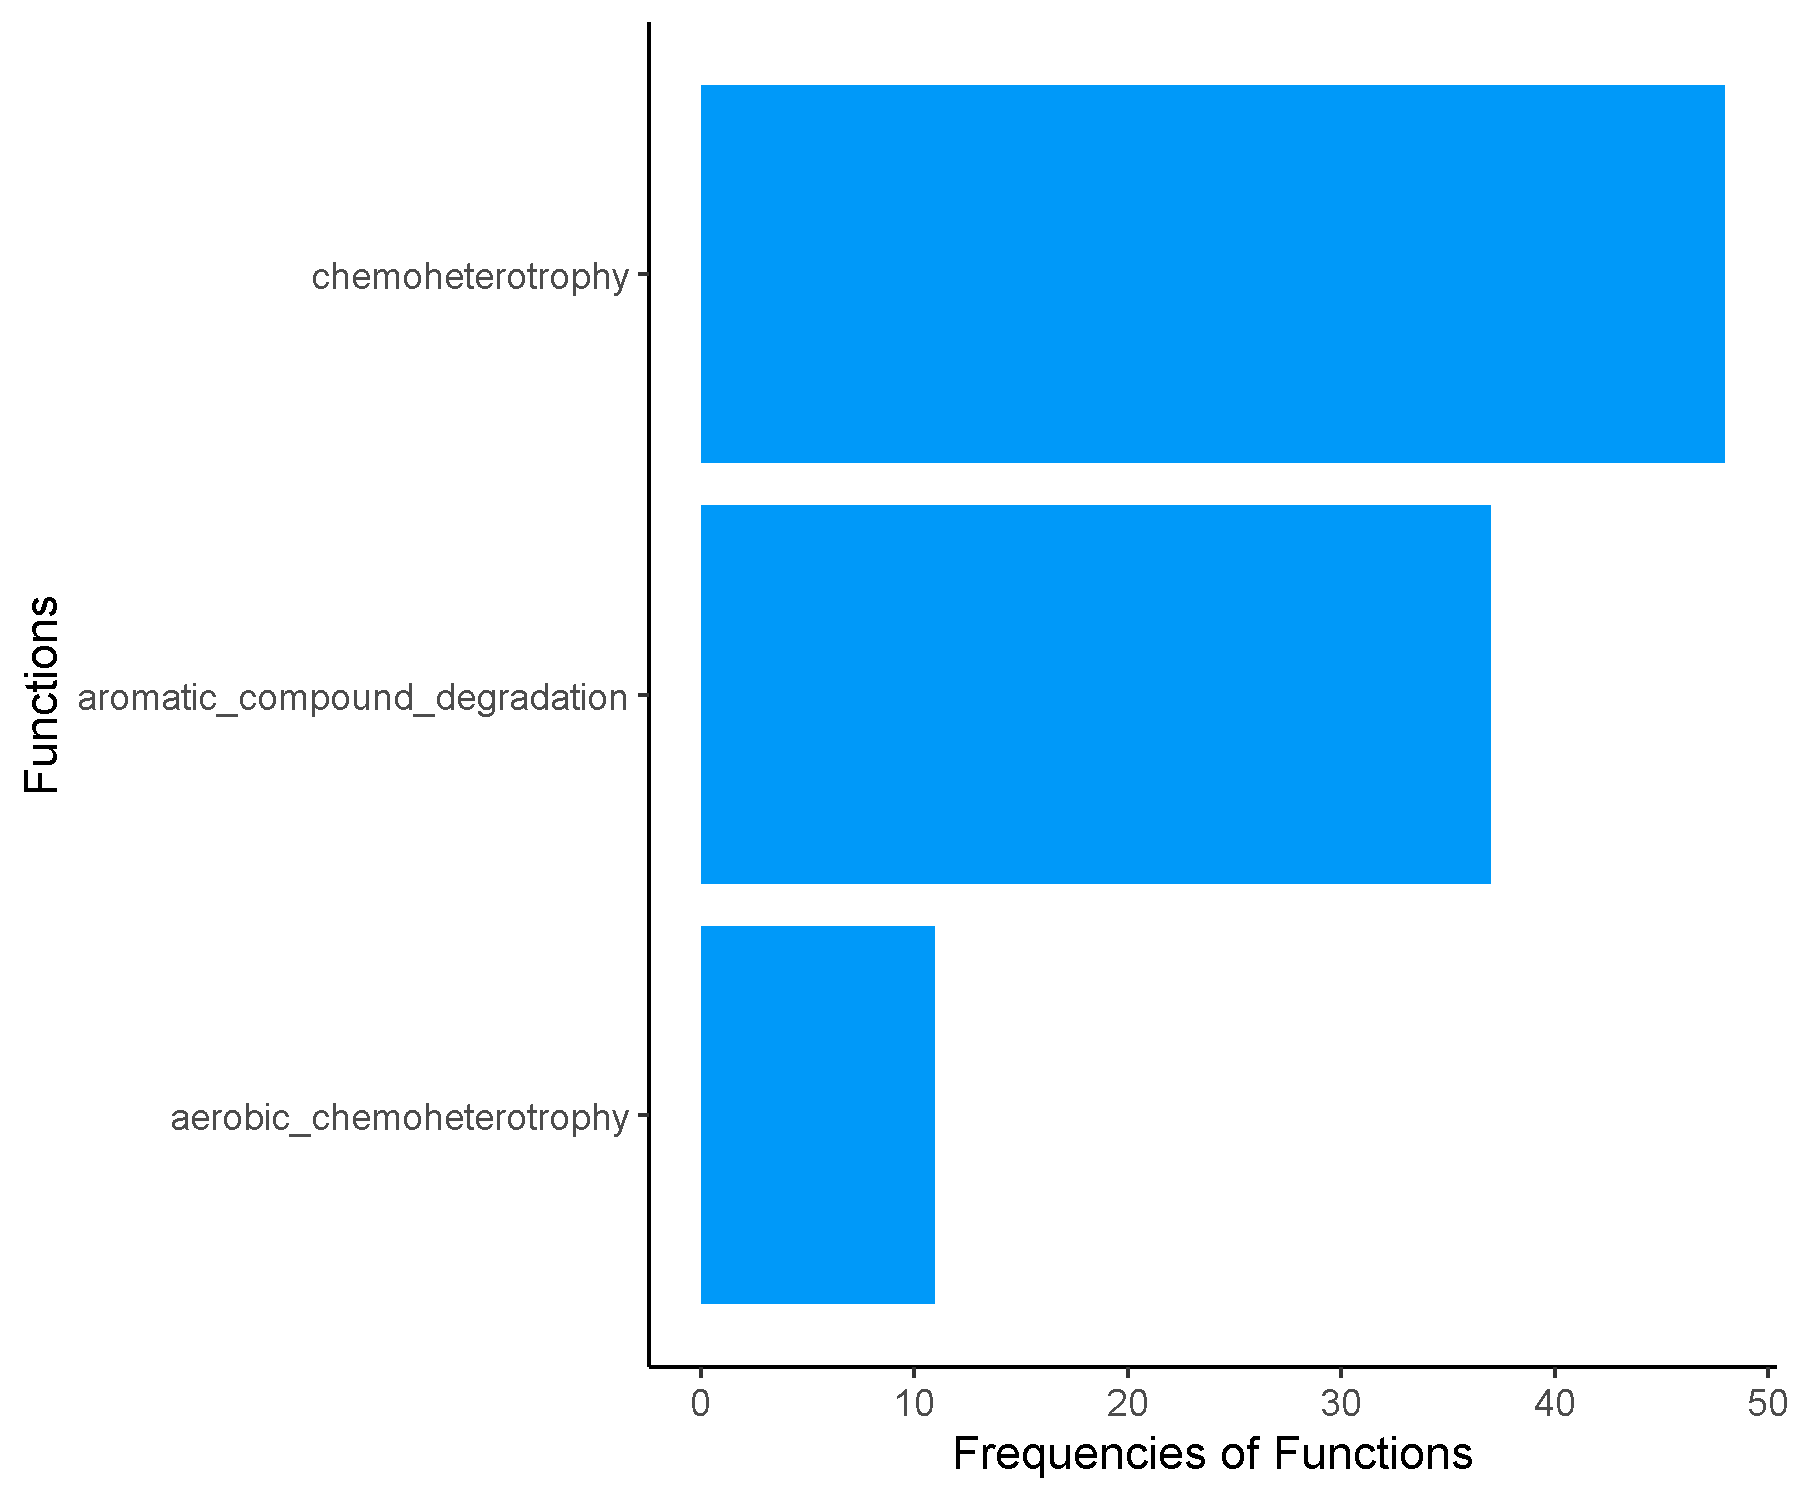 Functions
chemoheterotrophy
aromatic_compound_degradation
aerobic_chemoheterotrophy
0 10 20 30 40 50
Frequencies of Functions